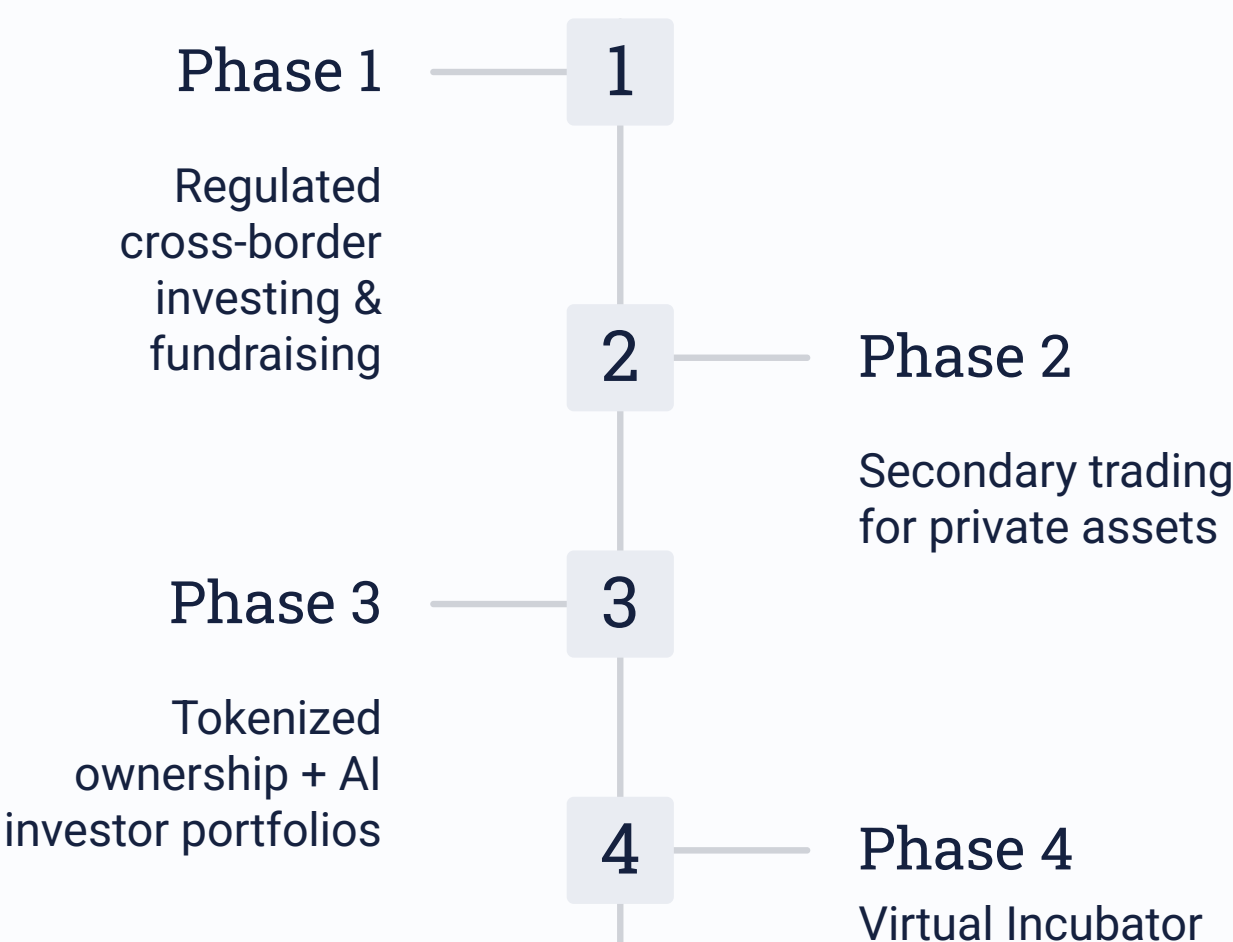 Phase 1
1
Regulated
cross-border
investing &
fundraising
2
Phase 2
Secondary trading
for private assets
Phase 3
3
Tokenized
ownership + AI
investor portfolios
4
Phase 4
Virtual Incubator